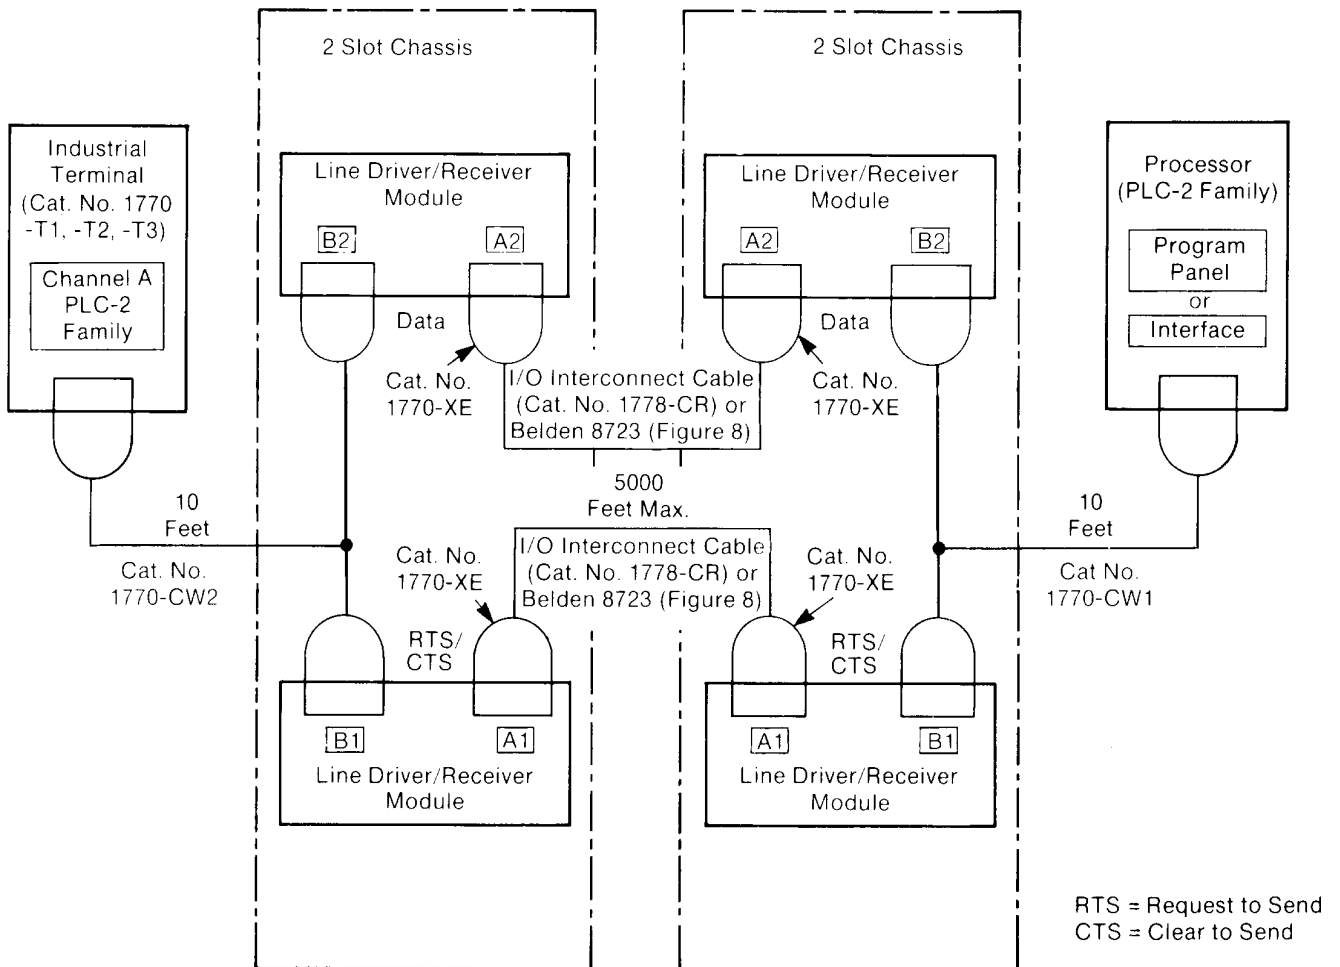 2 Slot Chassis
2 Slot Chassis
Industrial
Terminal
(Cat. No. 1770
-T1, -T2, -T3)
Channel A
PLC-2
Family
Line Driver/Receiver
Module
B2
A2
Data
Line Driver/Receiver
Module
A2
B2
Data
Processor
(PLC-2 Family)
Program
Panel
or
Interface
Cat. No.
1770-XE
I/O Interconnect Cable
(Cat. No. 1778-CR) or
Belden 8723 (Figure 8)
Cat. No.
1770-XE
5000
Feet Max.
10
Feet
Cat. No.
1770-CW2
Cat. No.
1770-XE
I/O Interconnect Cable
(Cat. No. 1778-CR) or
Belden 8723 (Figure 8)
Cat. No.
1770-XE
10
Feet
Cat No.
1770-CW1
RTS/
CTS
B1
A1
Line Driver/Receiver
Module
RTS/
CTS
A1
B1
Line Driver/Receiver
Module
RTS = Request to Send
CTS = Clear to Send